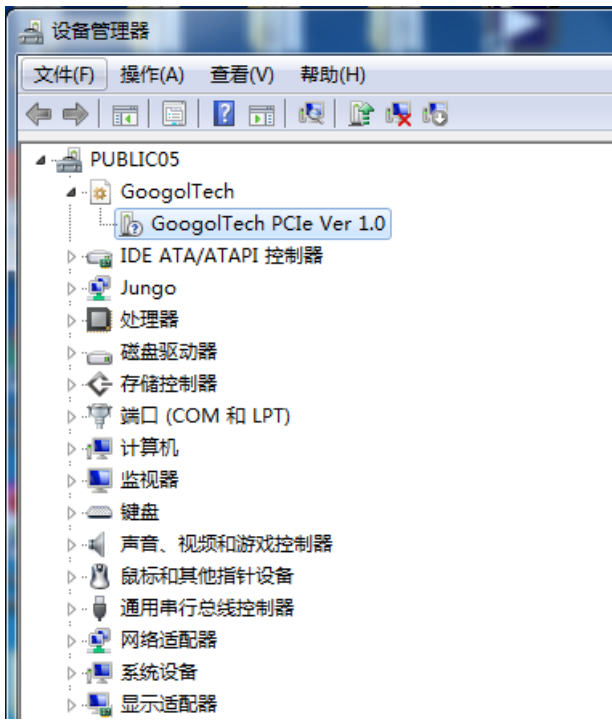 设备管理器
文件(F) 操作(A) 查看(V) 帮助(H)
PUBLIC05
GoogolTech
GoogolTech PCIe Ver 1.0
IDE ATA/ATAPI 控制器
Jungo
处理器
磁盘驱动器
存储控制器
端口 (COM 和 LPT)
计算机
监视器
键盘
声音、视频和游戏控制器
鼠标和其他指针设备
通用串行总线控制器
网络适配器
系统设备
显示适配器